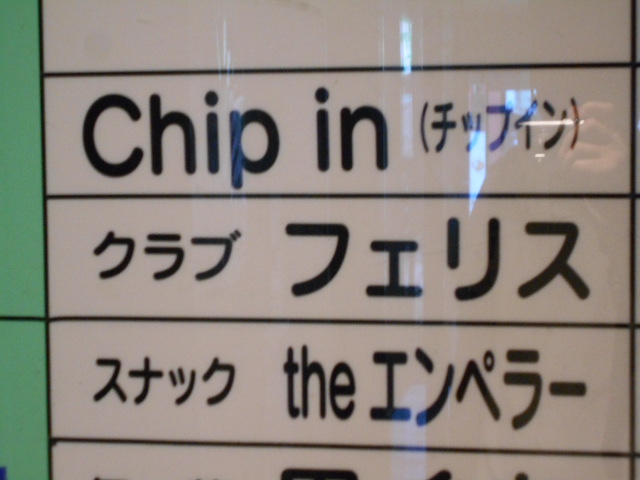 Chip in (チップイン)
クラブ フェリス
スナック the エンペラー